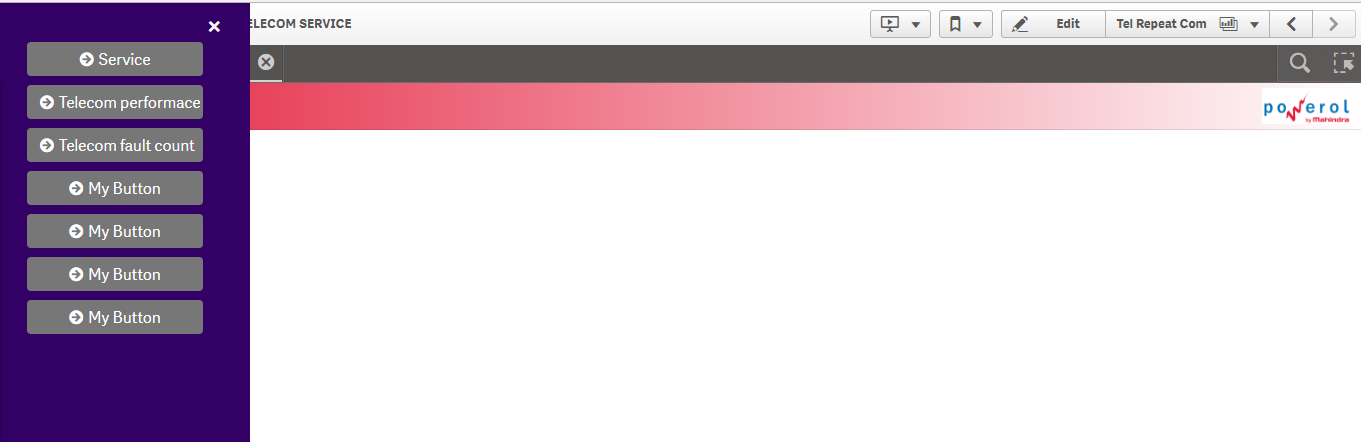 ELECOM SERVICE
Edit
Tel Repeat Com
Service
Telecom performace
Telecom fault count
My Button
My Button
My Button
My Button
powerol
by Mahindra